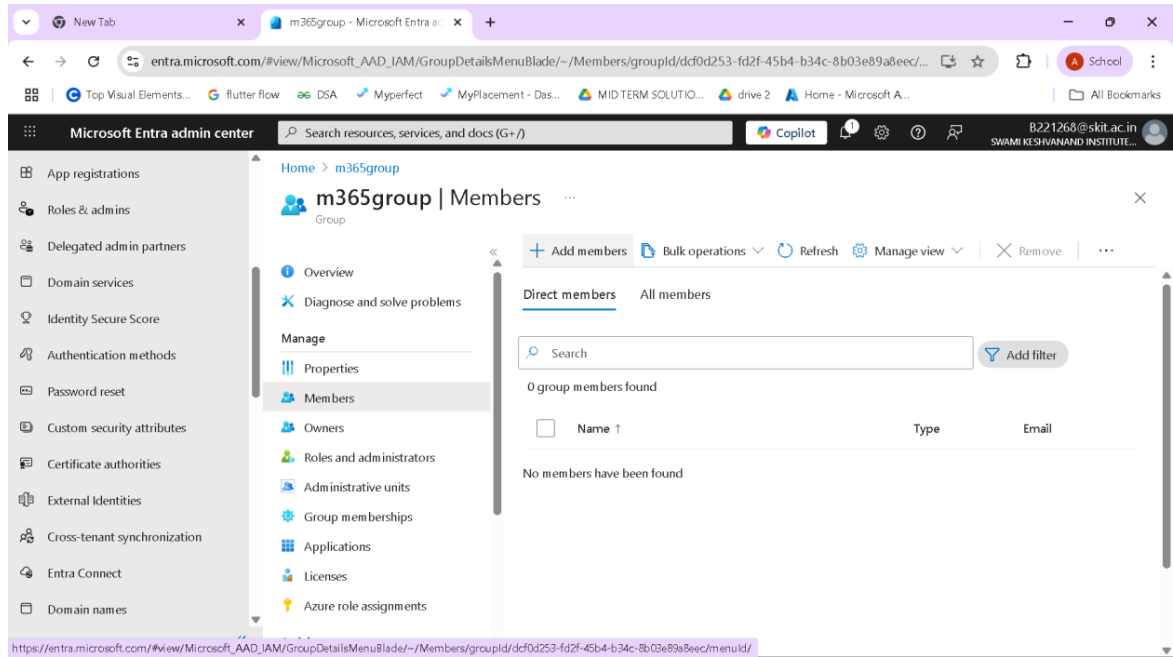 New Tab
m365group - Microsoft Entra ad
entra.microsoft.com/#view/Microsoft_AAD_IAM/GroupDetailsMenuBlade/~/Members/groupId/dcf0d253-fd2f-45b4-b34c-8b03e89a8eec/...
A School
Top Visual Elements... flutter flow DSA Myperfect MyPlacement - Das... MID TERM SOLUTIO... drive 2 Home - Microsoft A... All Bookmarks
Microsoft Entra admin center
Search resources, services, and docs (G+/)
Copilot
1
B221268@skit.ac.in
SWAMI KESHVANAND INSTITUTE...
App registrations
Roles & admins
Delegated admin partners
Domain services
Identity Secure Score
Authentication methods
Password reset
Custom security attributes
Certificate authorities
External Identities
Cross-tenant synchronization
Entra Connect
Domain names
Home > m365group
m365group | Members ...
Group
Overview
Diagnose and solve problems
Manage
Properties
Members
Owners
Roles and administrators
Administrative units
Group memberships
Applications
Licenses
Azure role assignments
+ Add members Bulk operations Refresh Manage view Remove ...
Direct members All members
Search
Add filter
0 group members found
Name ↑ Type Email
No members have been found
https://entra.microsoft.com/#view/Microsoft_AAD_IAM/GroupDetailsMenuBlade/~/Members/groupId/dcf0d253-fd2f-45b4-b34c-8b03e89a8eec/menuId/